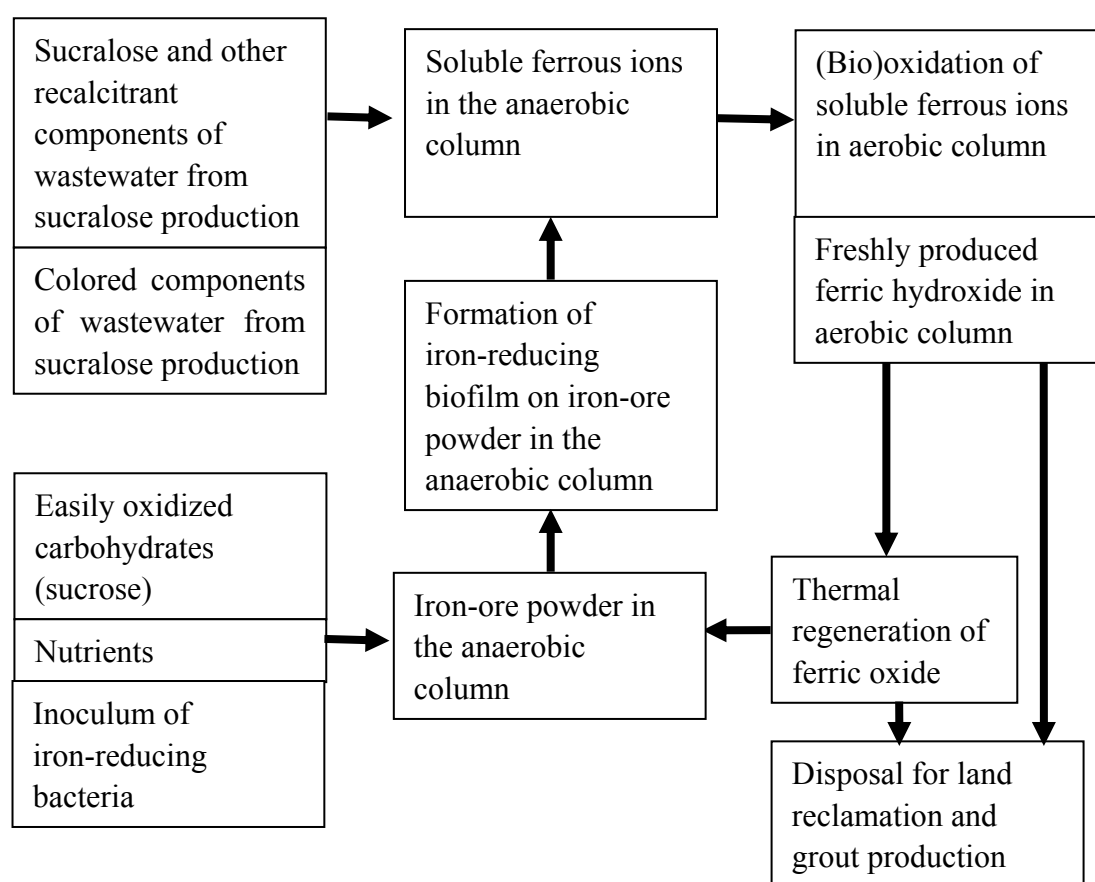 Sucralose and other
recalcitrant
components of
wastewater from
sucralose production
Colored components
of wastewater from
sucralose production
Soluble ferrous ions
in the anaerobic
column
(Bio)oxidation of
soluble ferrous ions
in aerobic column
Freshly produced
ferric hydroxide in
aerobic column
Formation of
iron-reducing
biofilm on iron-ore
powder in the
anaerobic column
Easily oxidized
carbohydrates
(sucrose)
Nutrients
Inoculum of
iron-reducing
bacteria
Iron-ore powder in
the anaerobic
column
Thermal
regeneration of
ferric oxide
Disposal for land
reclamation and
grout production